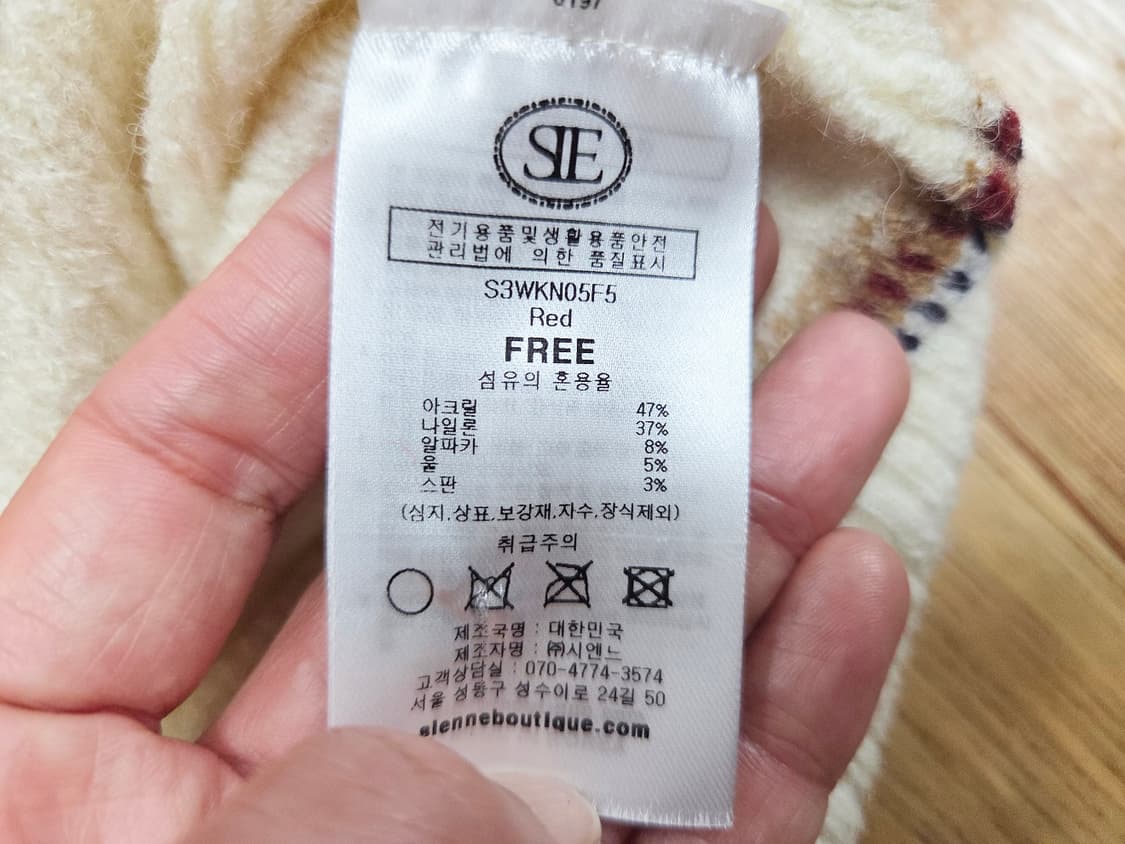 0197
SIE
전기용품및생활용품안전
관리법에 의한 품질표시
S3WKN05F5
Red
FREE
섬유의 혼용율
아크릴 47%
나일론 37%
알파카 8%
울 5%
스판 3%
(심지,상표,보강재,자수,장식제외)
취급주의
제조국명 : 대한민국
제조자명 : ㈜시엔느
고객상담실 : 070-4774-3574
서울 성동구 성수이로 24길 50
sienneboutique.com